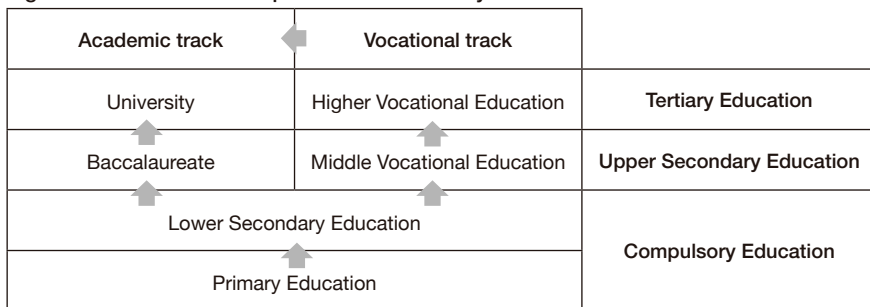 Academic track Vocational track
University Higher Vocational Education Tertiary Education
Baccalaureate Middle Vocational Education Upper Secondary Education
Lower Secondary Education
Compulsory Education
Primary Education